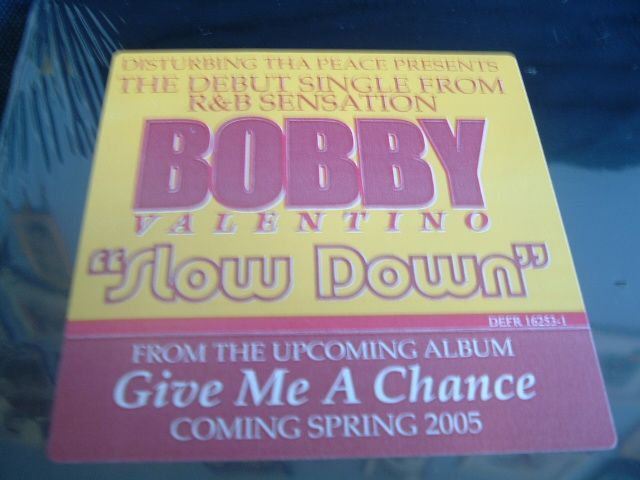 DISTURBING THA PEACE PRESENTS
THE DEBUT SINGLE FROM
R&B SENSATION
BOBBY
VALENTINO
"Slow Down"
DEFR 16253-1
FROM THE UPCOMING ALBUM
Give Me A Chance
COMING SPRING 2005